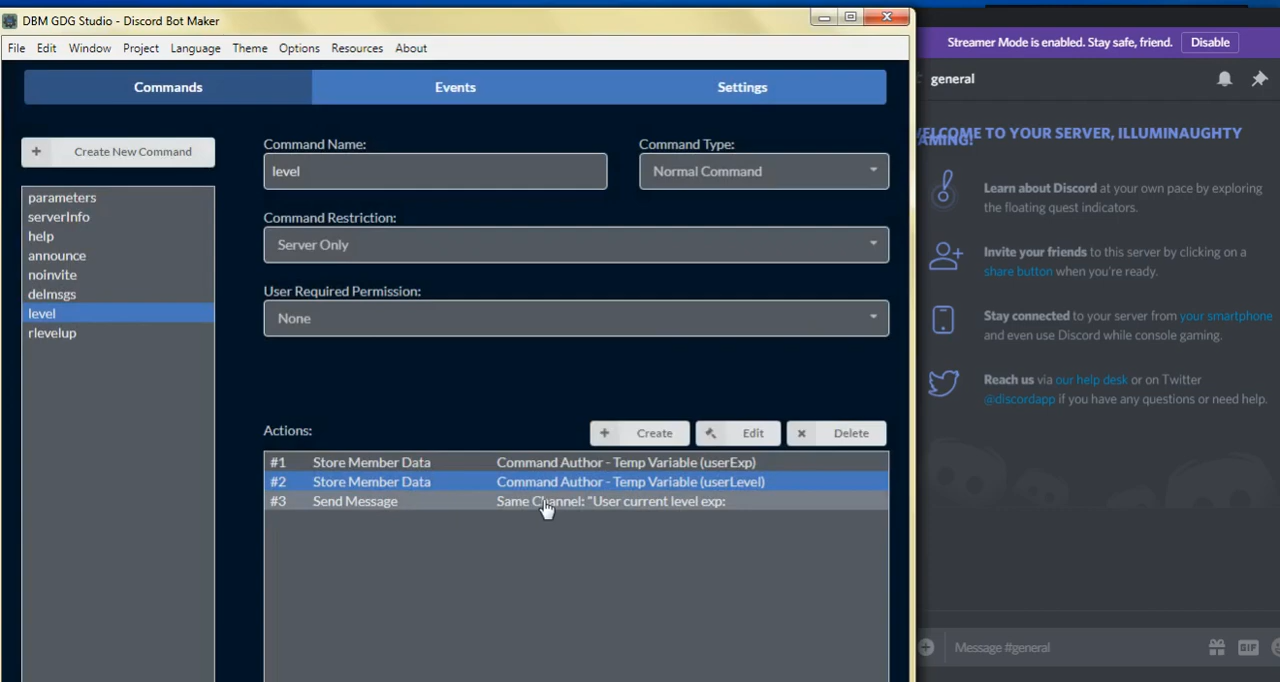 DBM GDG Studio - Discord Bot Maker
File Edit Window Project Language Theme Options Resources About
Commands Events Settings
+ Create New Command
parameters
serverInfo
help
announce
noinvite
delmsgs
level
rlevelup
Command Name:
level
Command Type:
Normal Command
Command Restriction:
Server Only
User Required Permission:
None
Actions:
+ Create
Edit
× Delete
#1 Store Member Data Command Author - Temp Variable (userExp)
#2 Store Member Data Command Author - Temp Variable (userLevel)
#3 Send Message Same Channel: "User current level exp:
Streamer Mode is enabled. Stay safe, friend. Disable
general
ELCOME TO YOUR SERVER, ILLUMINAUGHTY
AMING!
Learn about Discord at your own pace by exploring
the floating quest indicators.
Invite your friends to this server by clicking on a
share button when you're ready.
Stay connected to your server from your smartphone
and even use Discord while console gaming.
Reach us via our help desk or on Twitter
@discordapp if you have any questions or need help.
Message #general
GIF